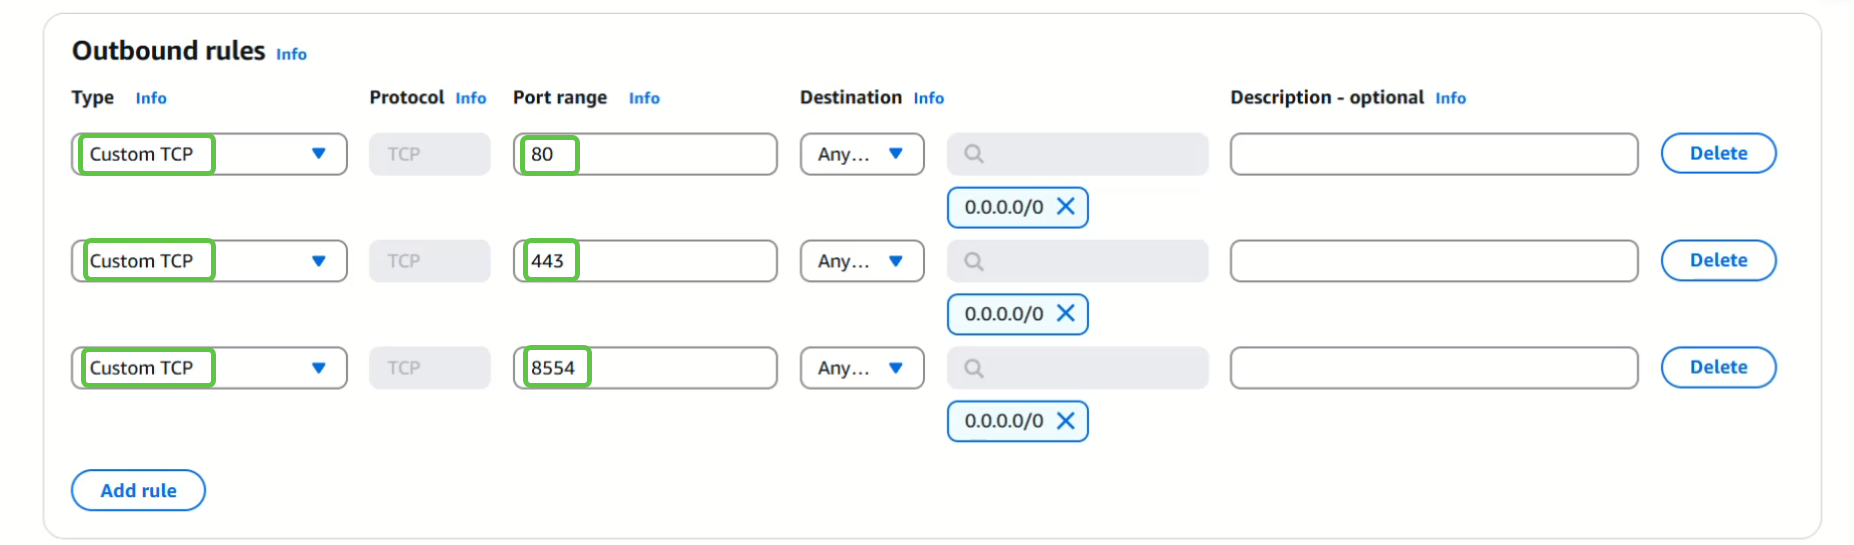 Outbound rules Info
Type Info Protocol Info Port range Info Destination Info Description - optional Info
Custom TCP TCP 80 Any... Delete
0.0.0.0/0
Custom TCP TCP 443 Any... Delete
0.0.0.0/0
Custom TCP TCP 8554 Any... Delete
0.0.0.0/0
Add rule